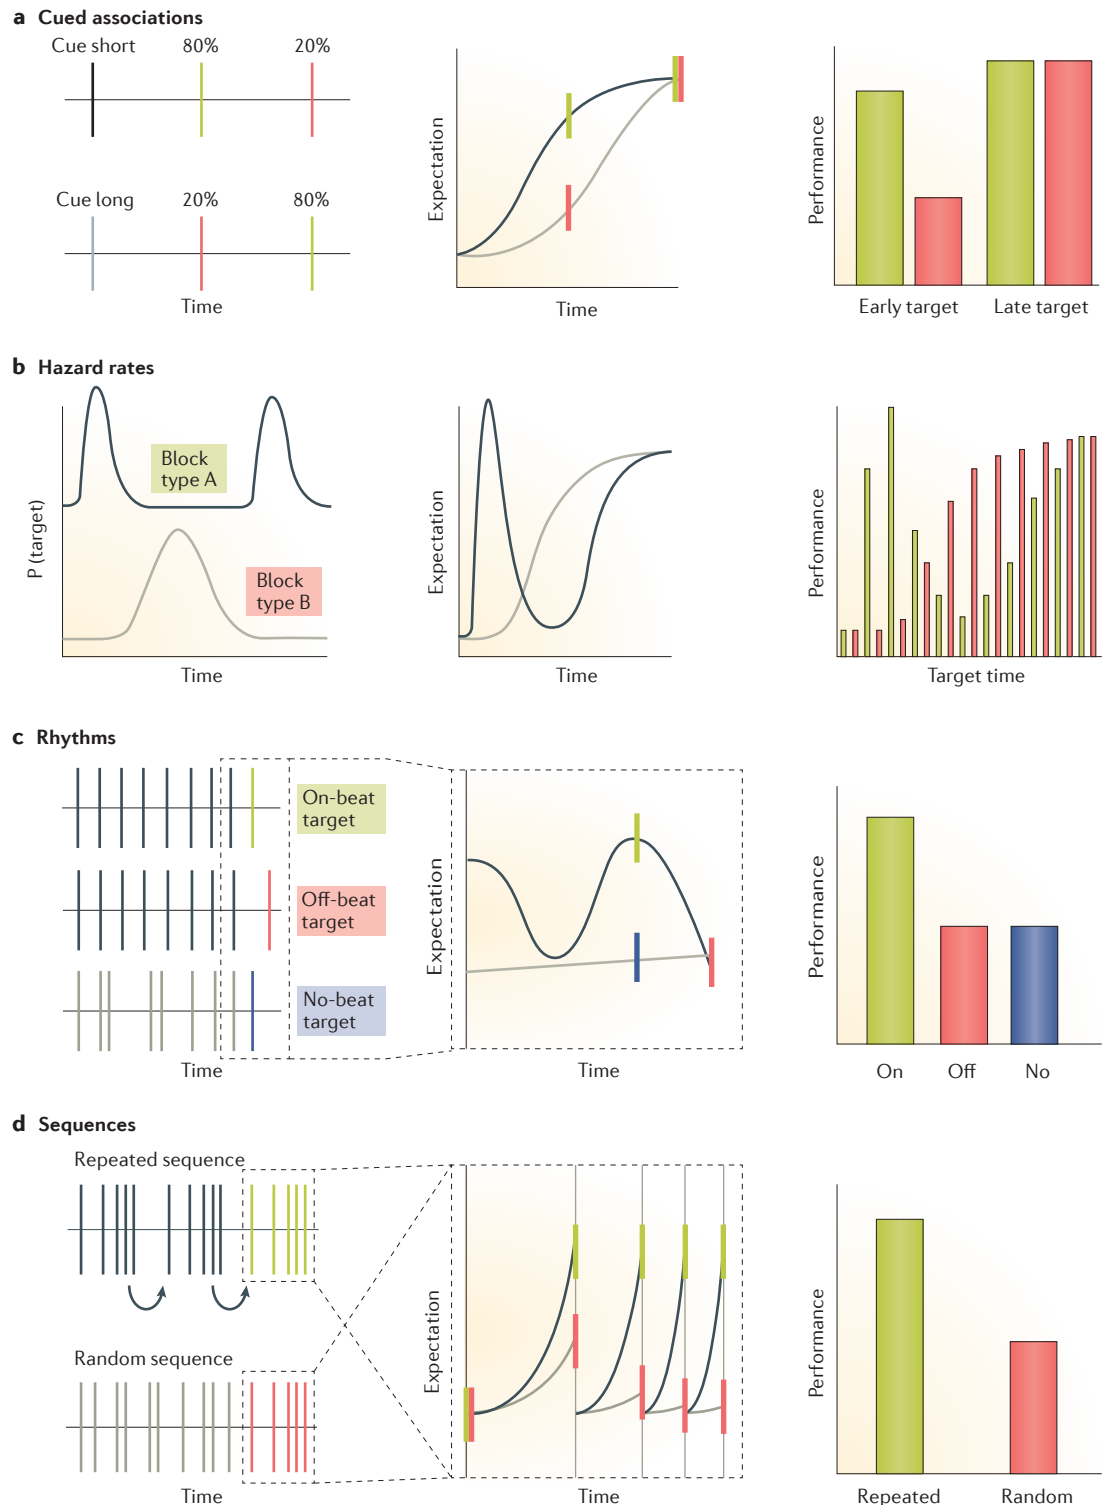 a Cued associations
Cue short
80%
20%
Cue long
20%
80%
Time
Expectation
Time
Performance
Early target
Late target
b Hazard rates
P (target)
Block
type A
Block
type B
Time
Expectation
Time
Performance
Target time
c Rhythms
On-beat
target
Off-beat
target
No-beat
target
Time
Expectation
Time
Performance
On
Off
No
d Sequences
Repeated sequence
Random sequence
Time
Expectation
Time
Performance
Repeated
Random